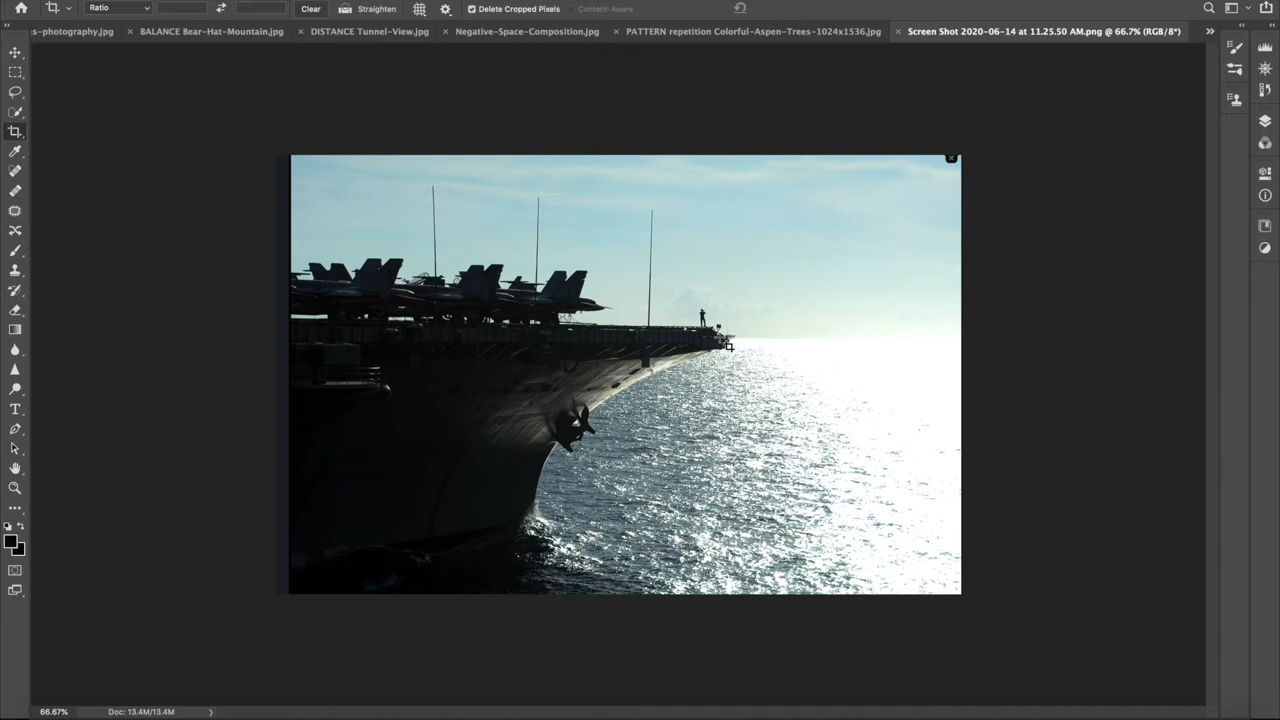 Ratio Clear Straighten Delete Cropped Pixels Content-Aware
s-photography.jpg × BALANCE Bear-Hat-Mountain.jpg × DISTANCE Tunnel-View.jpg × Negative-Space-Composition.jpg × PATTERN repetition Colorful-Aspen-Trees-1024x1536.jpg × Screen Shot 2020-06-14 at 11.25.50 AM.png @ 66.7% (RGB/8*)
66.67% Doc: 13.4M/13.4M